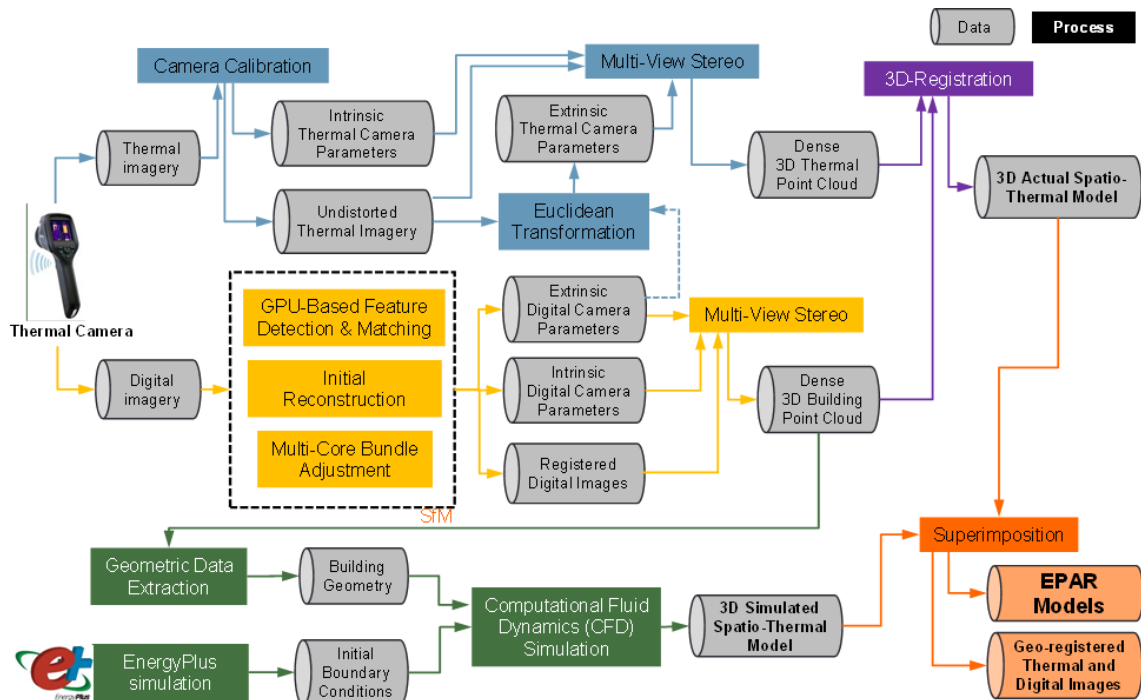 Data
Process
Camera Calibration
Multi-View Stereo
3D-Registration
Intrinsic
Thermal Camera
Parameters
Extrinsic
Thermal Camera
Parameters
Thermal
imagery
Dense
3D Thermal
Point Cloud
3D Actual Spatio-
Thermal Model
Undistorted
Thermal Imagery
Euclidean
Transformation
Thermal Camera
GPU-Based Feature
Detection & Matching
Extrinsic
Digital Camera
Parameters
Multi-View Stereo
Digital
imagery
Initial
Reconstruction
Intrinsic
Digital Camera
Parameters
Dense
3D Building
Point Cloud
Multi-Core Bundle
Adjustment
Registered
Digital Images
SfM
Superimposition
Geometric Data
Extraction
Building
Geometry
Computational Fluid
Dynamics (CFD)
Simulation
3D Simulated
Spatio-Thermal
Model
EPAR
Models
e+
EnergyPlus
EnergyPlus
simulation
Initial
Boundary
Conditions
Geo-registered
Thermal and
Digital Images